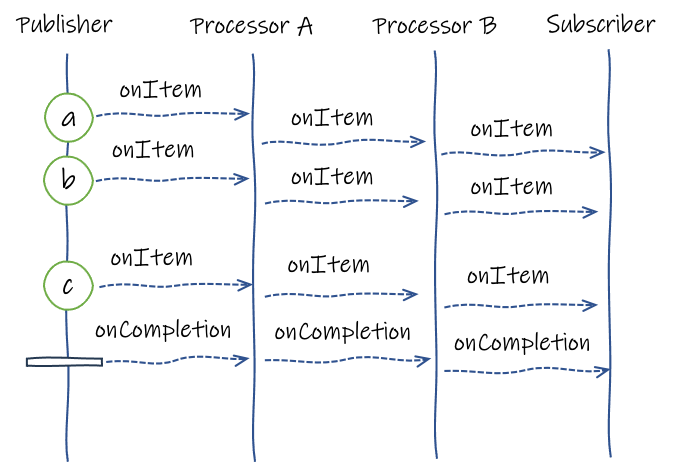 Publisher
Processor A
Processor B
Subscriber
onItem
onItem
onItem
a
onItem
onItem
onItem
b
onItem
onItem
onItem
c
onCompletion
onCompletion
onCompletion